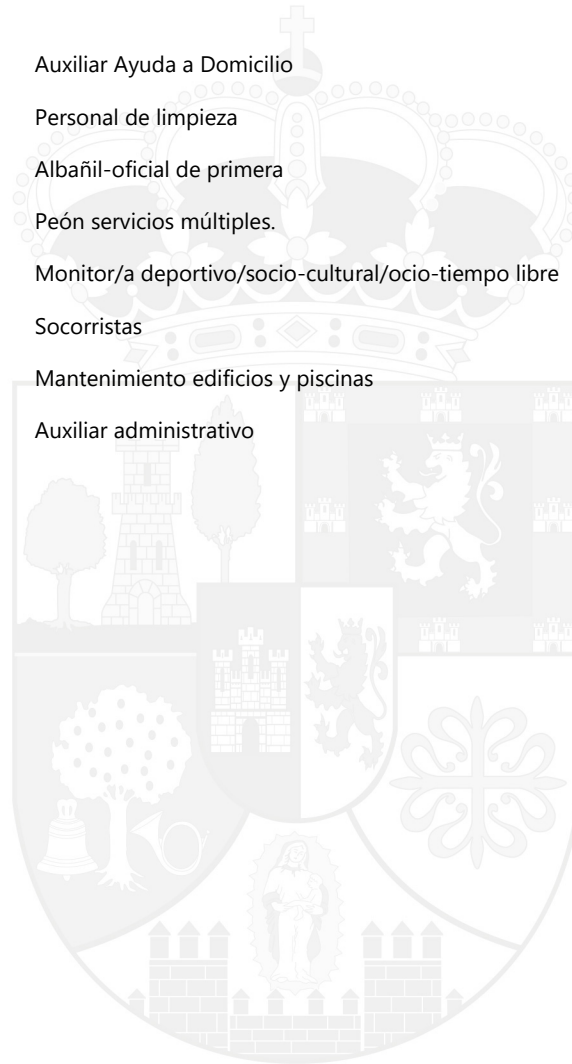 Auxiliar Ayuda a Domicilio
Personal de limpieza
Albañil-oficial de primera
Peón servicios múltiples.
Monitor/a deportivo/socio-cultural/ocio-tiempo libre
Socorristas
Mantenimiento edificios y piscinas
Auxiliar administrativo